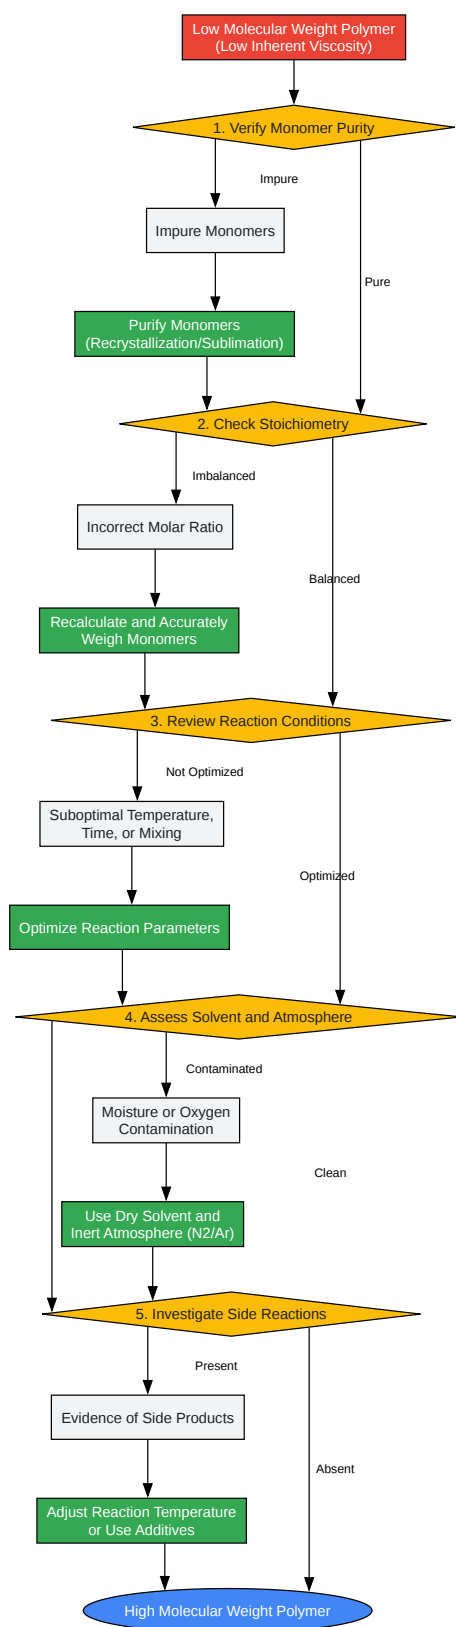 Low Molecular Weight Polymer
(Low Inherent Viscosity)
1. Verify Monomer Purity
Impure
Impure Monomers
Pure
Purify Monomers
(Recrystallization/Sublimation)
2. Check Stoichiometry
Imbalanced
Incorrect Molar Ratio
Balanced
Recalculate and Accurately
Weigh Monomers
3. Review Reaction Conditions
Not Optimized
Suboptimal Temperature,
Time, or Mixing
Optimized
Optimize Reaction Parameters
4. Assess Solvent and Atmosphere
Contaminated
Moisture or Oxygen
Contamination
Clean
Use Dry Solvent and
Inert Atmosphere (N2/Ar)
5. Investigate Side Reactions
Present
Evidence of Side Products
Absent
Adjust Reaction Temperature
or Use Additives
High Molecular Weight Polymer